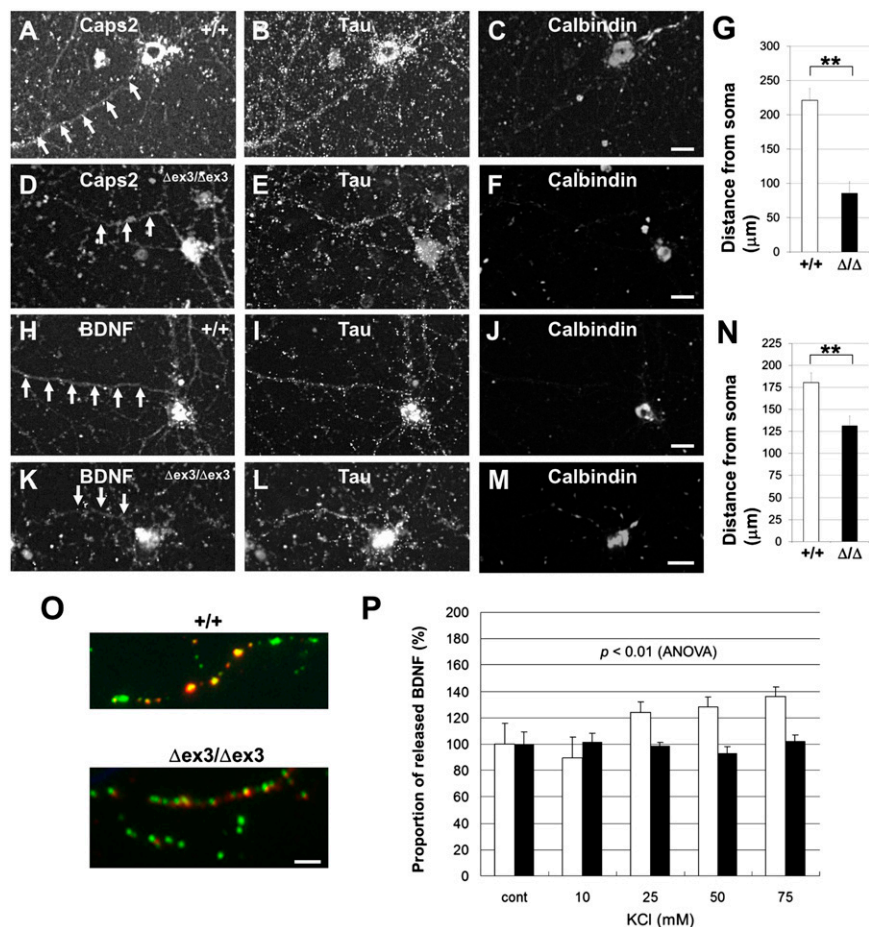 A Caps2 +/+
B Tau
C Calbindin
D Caps2 Δex3/Δex3
E Tau
F Calbindin
G
300
250
200
150
100
50
0
Distance from soma
(μm)
**
+/+ Δ/Δ
H BDNF +/+
I Tau
J Calbindin
K BDNF Δex3/Δex3
L Tau
M Calbindin
N
225
200
175
150
125
100
75
50
25
0
Distance from soma
(μm)
**
+/+ Δ/Δ
O
+/+
Δex3/Δex3
P
Proportion of released BDNF (%)
200
180
160
140
120
100
80
60
40
20
0
p < 0.01 (ANOVA)
cont 10 25 50 75
KCl (mM)